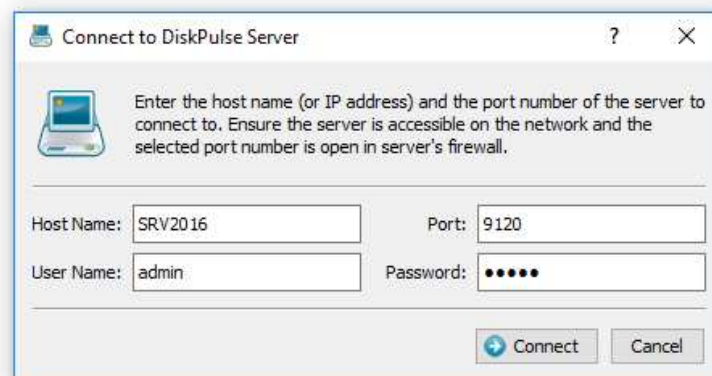 Connect to DiskPulse Server
?
Enter the host name (or IP address) and the port number of the server to
connect to. Ensure the server is accessible on the network and the
selected port number is open in server's firewall.
Host Name: SRV2016 Port: 9120
User Name: admin Password: •••••
Connect Cancel